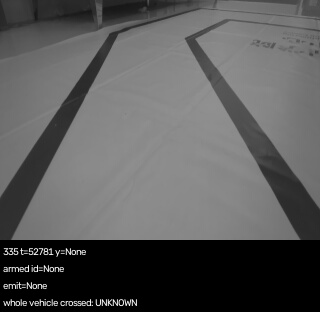 335 t=52781 y=None
armed id=None
emit=None
whole vehicle crossed: UNKNOWN